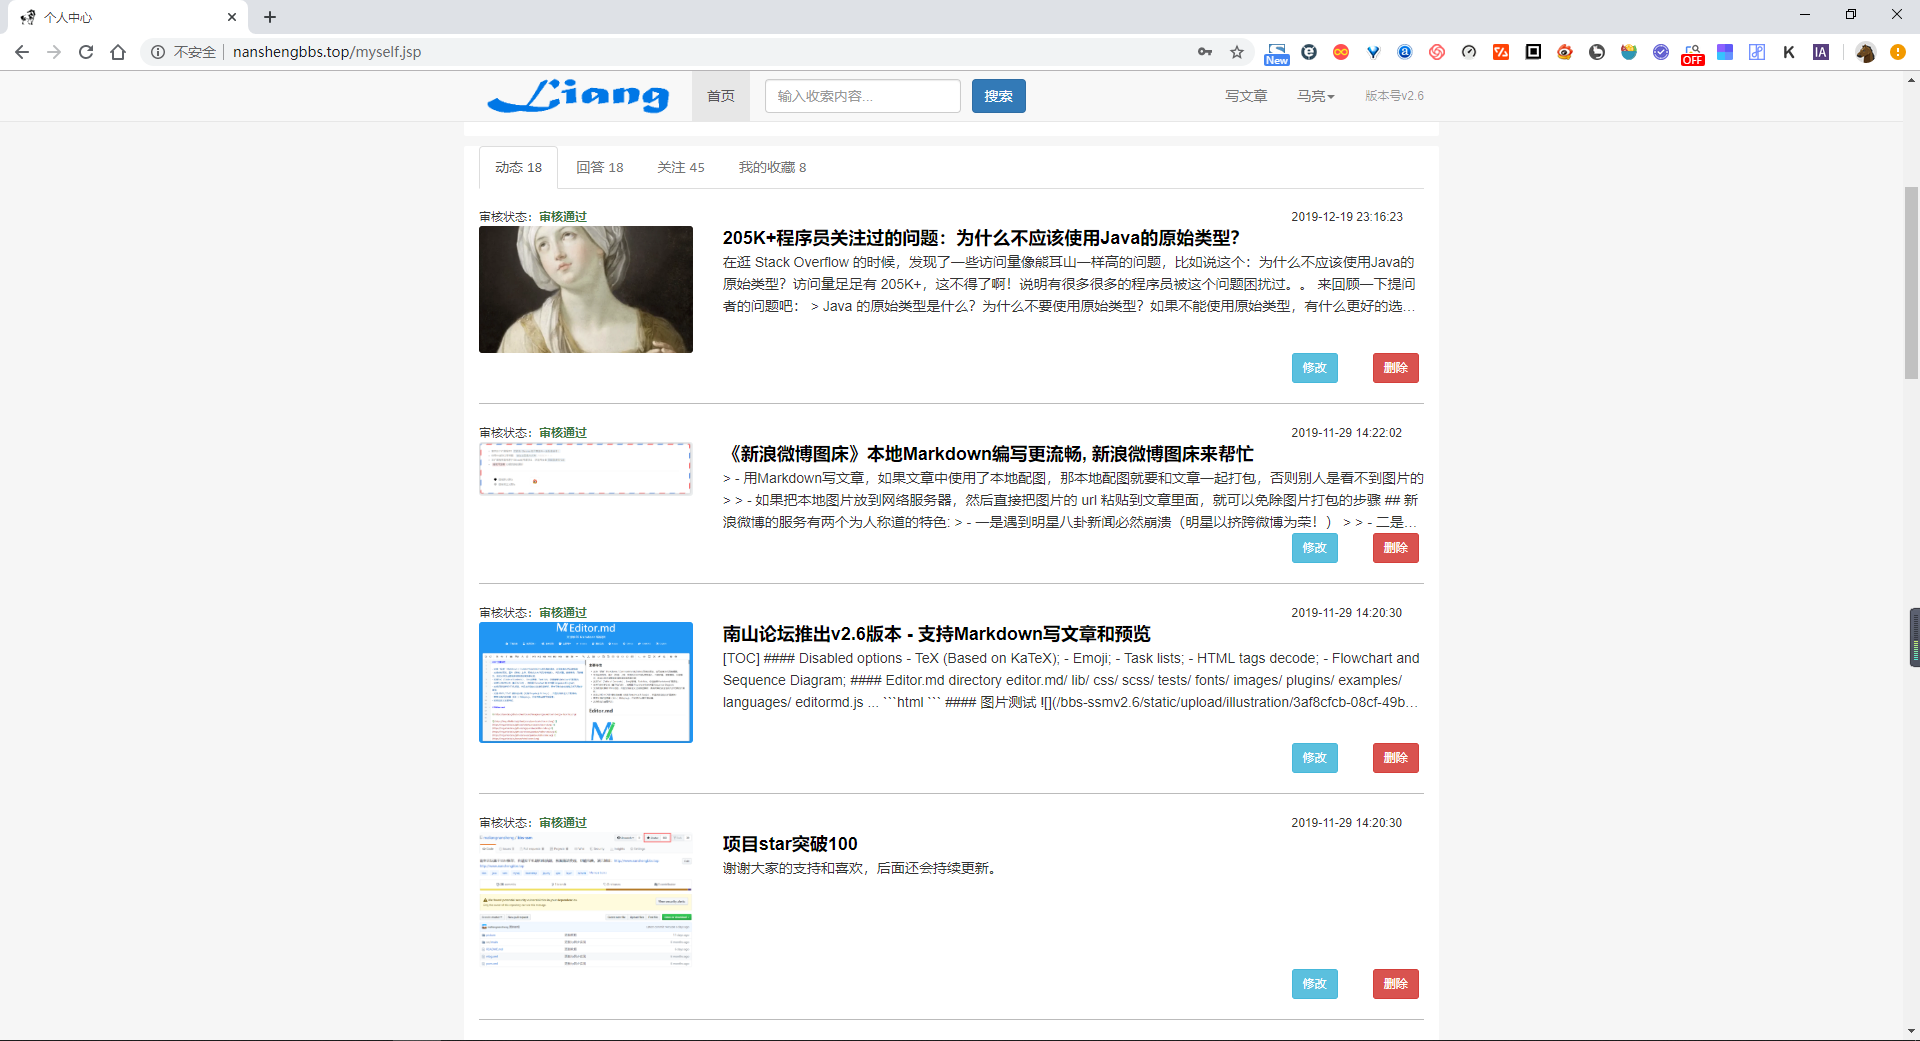 个人中心
不安全 nanshengbbs.top/myself.jsp
New
OFF
IA
Liang
首页
输入收索内容...
搜索
写文章
马亮
版本号v2.6
动态 18
回答 18
关注 45
我的收藏 8
审核状态：审核通过
2019-12-19 23:16:23
205K+程序员关注过的问题：为什么不应该使用Java的原始类型？
在逛 Stack Overflow 的时候，发现了一些访问量像熊耳山一样高的问题，比如说这个：为什么不应该使用Java的
原始类型？访问量足足有 205K+，这不得了啊！说明有很多很多的程序员被这个问题困扰过。。 来回顾一下提问
者的问题吧： > Java 的原始类型是什么？为什么不要使用原始类型？如果不能使用原始类型，有什么更好的选...
修改
删除
审核状态：审核通过
2019-11-29 14:22:02
《新浪微博图床》本地Markdown编写更流畅, 新浪微博图床来帮忙
> - 用Markdown写文章，如果文章中使用了本地配图，那本地配图就要和文章一起打包，否则别人是看不到图片的
> > - 如果把本地图片放到网络服务器，然后直接把图片的 url 粘贴到文章里面，就可以免除图片打包的步骤 ## 新
浪微博的服务有两个为人称道的特色: > - 一是遇到明星八卦新闻必然崩溃（明星以挤跨微博为荣！） > > - 二是...
修改
删除
审核状态：审核通过
2019-11-29 14:20:30
Editor.md
Editor.md
南山论坛推出v2.6版本 - 支持Markdown写文章和预览
[TOC] #### Disabled options - TeX (Based on KaTeX); - Emoji; - Task lists; - HTML tags decode; - Flowchart and
Sequence Diagram; #### Editor.md directory editor.md/ lib/ css/ scss/ tests/ fonts/ images/ plugins/ examples/
languages/ editormd.js ... ```html ``` #### 图片测试 ![](/bbs-ssmv2.6/static/upload/illustration/3af8cfcb-08cf-49b...
修改
删除
审核状态：审核通过
2019-11-29 14:20:30
项目star突破100
谢谢大家的支持和喜欢，后面还会持续更新。
修改
删除